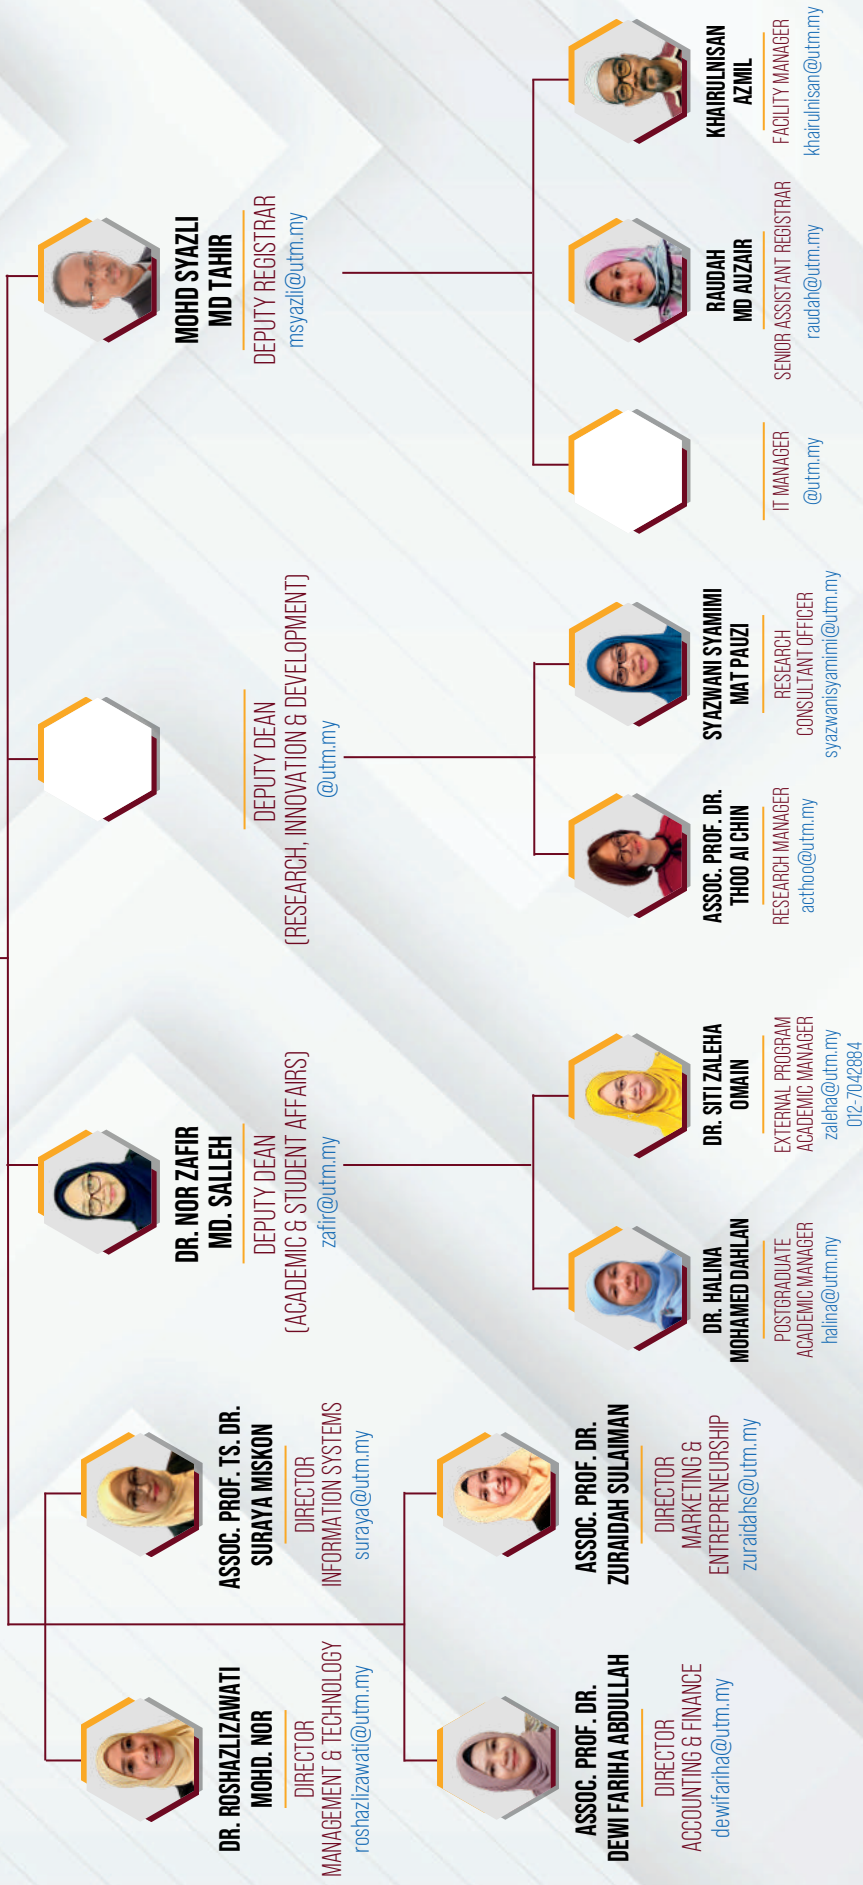 DR. ROSHAZLIZAWATI
MOHD. NOR
DIRECTOR
MANAGEMENT & TECHNOLOGY
roshazlizawati@utm.my
ASSOC. PROF. TS. DR.
SURAYA MISKON
DIRECTOR
INFORMATION SYSTEMS
suraya@utm.my
DR. NOR ZAFIR
MD. SALLEH
DEPUTY DEAN
(ACADEMIC & STUDENT AFFAIRS)
zafir@utm.my
DEPUTY DEAN
(RESEARCH, INNOVATION & DEVELOPMENT)
@utm.my
MOHD SYAZLI
MD TAHIR
DEPUTY REGISTRAR
msyazli@utm.my
ASSOC. PROF. DR.
DEWI FARIHA ABDULLAH
DIRECTOR
ACCOUNTING & FINANCE
dewifariha@utm.my
ASSOC. PROF. DR.
ZURAIDAH SULAIMAN
DIRECTOR
MARKETING &
ENTREPRENEURSHIP
zuraidahs@utm.my
DR. HALINA
MOHAMED DAHLAN
POSTGRADUATE
ACADEMIC MANAGER
halina@utm.my
DR. SITI ZALEHA
OMAIN
EXTERNAL PROGRAM
ACADEMIC MANAGER
zaleha@utm.my
012-7042884
ASSOC. PROF. DR.
THOO AI CHIN
RESEARCH MANAGER
acthoo@utm.my
SYAZWANI SYAMIMI
MAT PAUZI
RESEARCH
CONSULTANT OFFICER
syazwanisyamimi@utm.my
IT MANAGER
@utm.my
RAUDAH
MD AUZAIR
SENIOR ASSISTANT REGISTRAR
raudah@utm.my
KHAIRULNISAN
AZMIL
FACILITY MANAGER
khairulnisan@utm.my